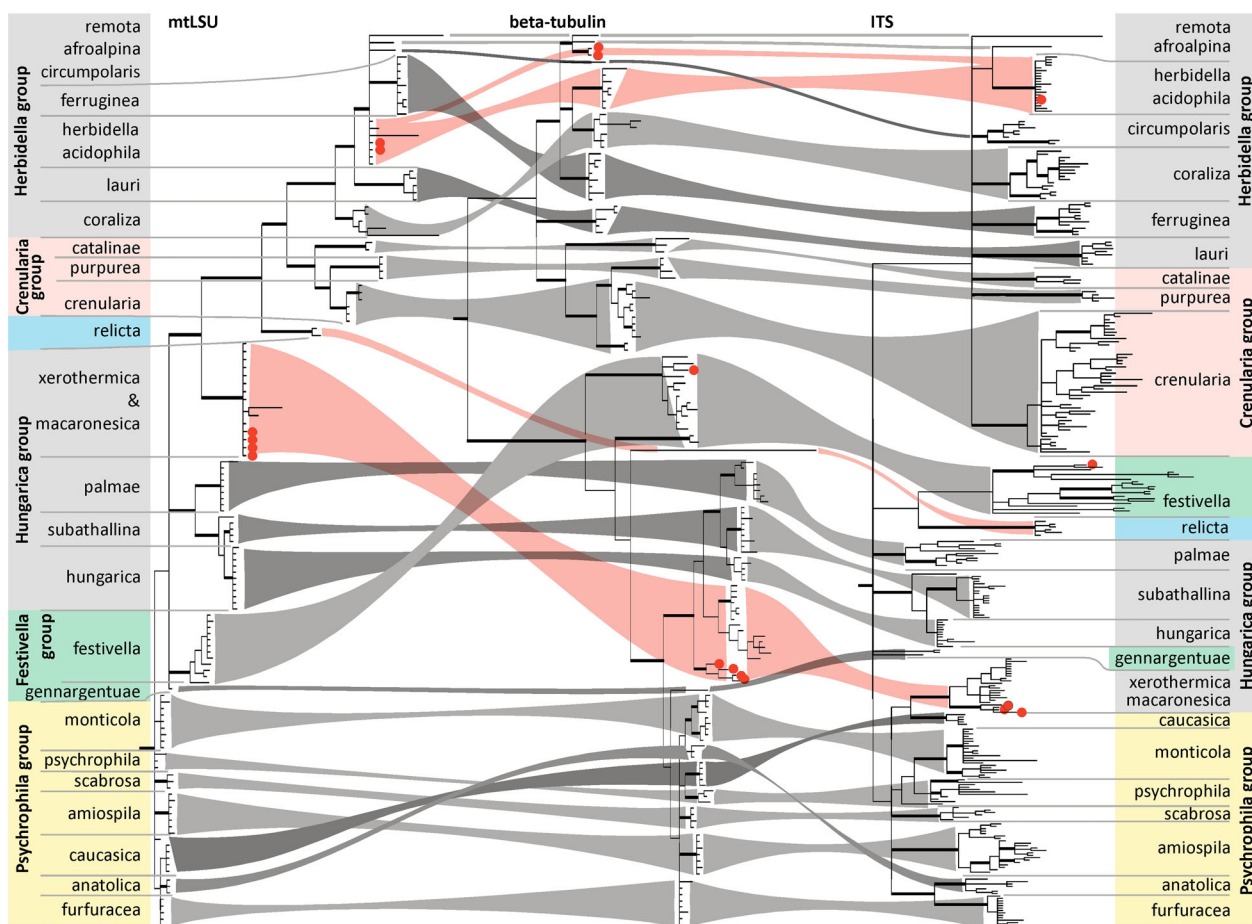 mtLSU
beta-tubulin
ITS
Herbidella group
remota
afroalpina
circumpolaris
ferruginea
herbidella
acidophila
lauri
coraliza
Crenularia
group
catalinae
purpurea
crenularia
relicta
Hungarica group
xerothermica
&
macaronesica
palmae
subathallina
hungarica
Festivella
group
festivella
gennargentuae
Psychrophila group
monticola
psychrophila
scabrosa
amiospila
caucasica
anatolica
furfuracea
remota
afroalpina
herbidella
acidophila
circumpolaris
coraliza
ferruginea
lauri
Herbidella group
catalinae
purpurea
crenularia
Crenularia group
festivella
relicta
palmae
subathallina
hungarica
gennargentuae
xerothermica
macaronesica
Hungarica group
caucasica
monticola
psychrophila
scabrosa
amiospila
anatolica
furfuracea
Psychrophila group